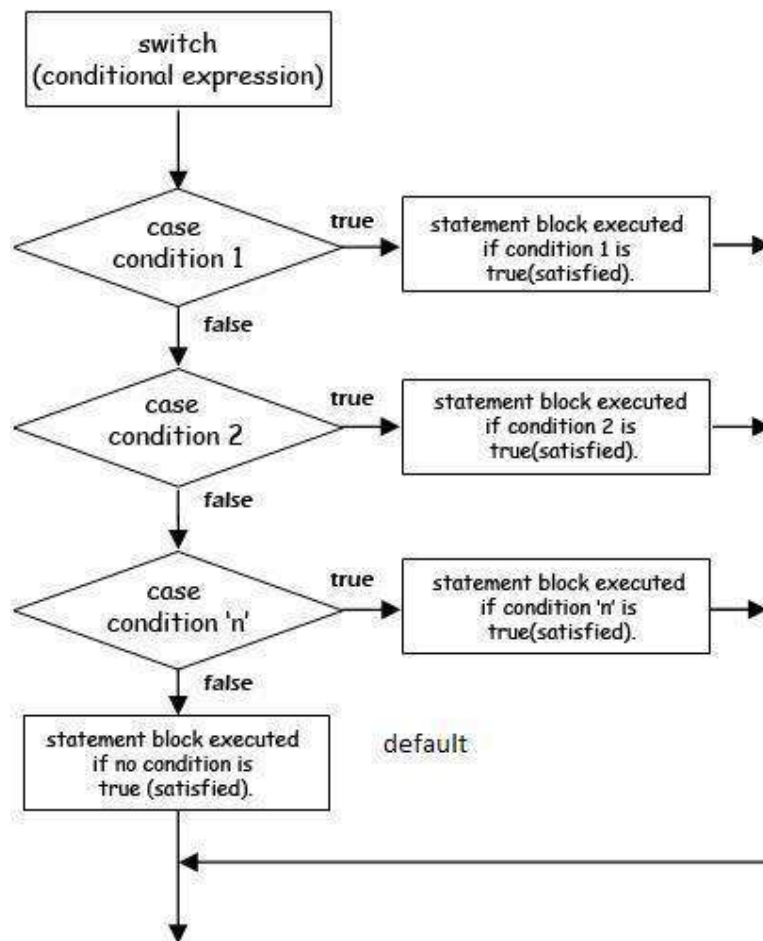 switch
(conditional expression)
case
condition 1
true
statement block executed
if condition 1 is
true(satisfied).
false
case
condition 2
true
statement block executed
if condition 2 is
true(satisfied).
false
case
condition 'n'
true
statement block executed
if condition 'n' is
true(satisfied).
false
statement block executed
if no condition is
true (satisfied).
default